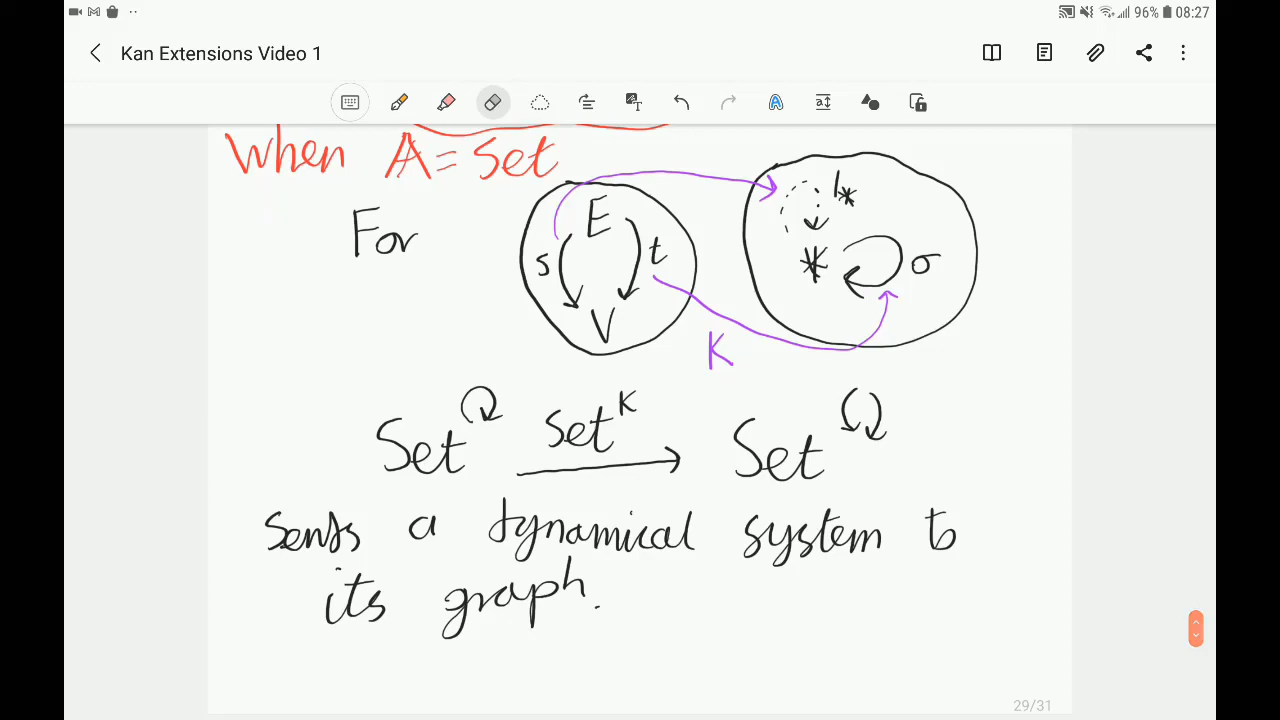 96% 08:27
Kan Extensions Video 1
When 𝔸 = Set
For
E
s t
V
1*
* σ
K
Set↻ Set^K Set
sends a dynamical system to
its graph.
29/31